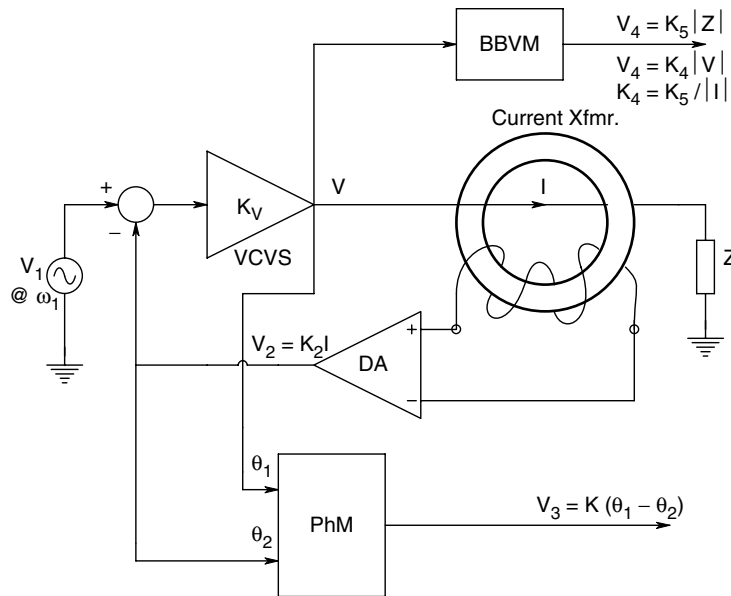 V₄ = K₅|Z|
BBVM
V₄ = K₄|V|
K₄ = K₅/|I|
Current Xfmr.
+
K_V
V
I
−
VCVS
V₁
@ ω₁
Z
V₂ = K₂I
+
DA
−
θ₁
V₃ = K (θ₁ − θ₂)
PhM
θ₂